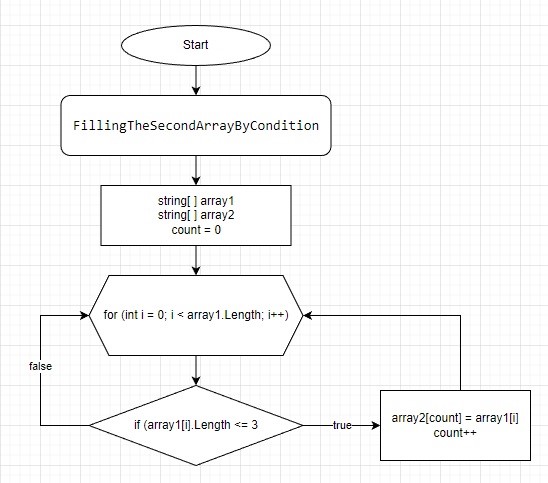 Start
FillingTheSecondArrayByCondition
string[ ] array1
string[ ] array2
count = 0
for (int i = 0; i < array1.Length; i++)
false
if (array1[i].Length <= 3
true
array2[count] = array1[i]
count++